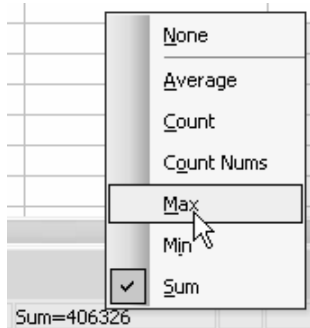 None
Average
Count
Count Nums
Max
Min
Sum
Sum=406326